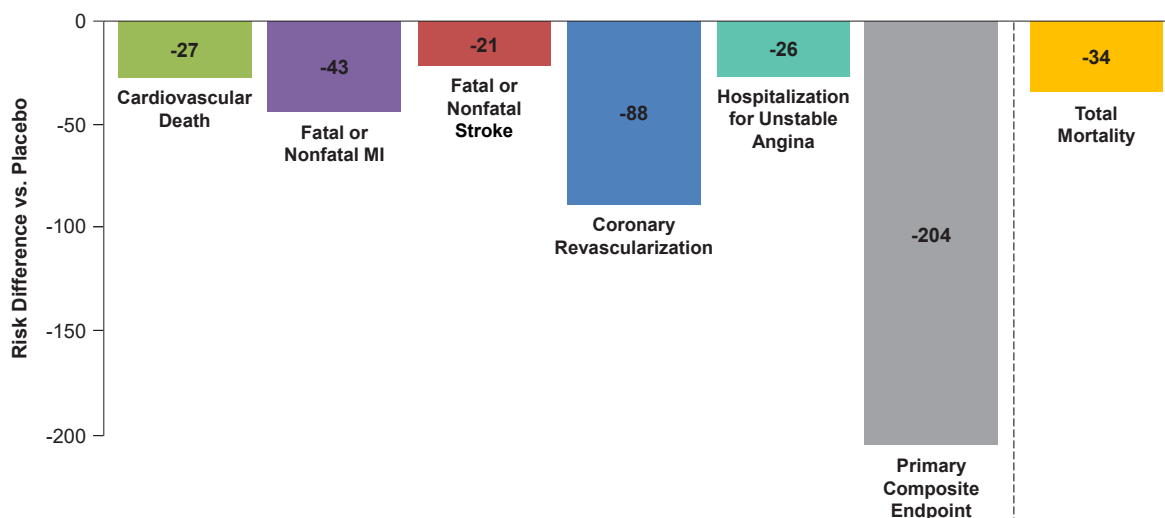 Risk Difference vs. Placebo
0
-50
-100
-150
-200
-27
Cardiovascular
Death
-43
Fatal or
Nonfatal MI
-21
Fatal or
Nonfatal
Stroke
-88
Coronary
Revascularization
-26
Hospitalization
for Unstable
Angina
-204
Primary
Composite
Endpoint
-34
Total
Mortality